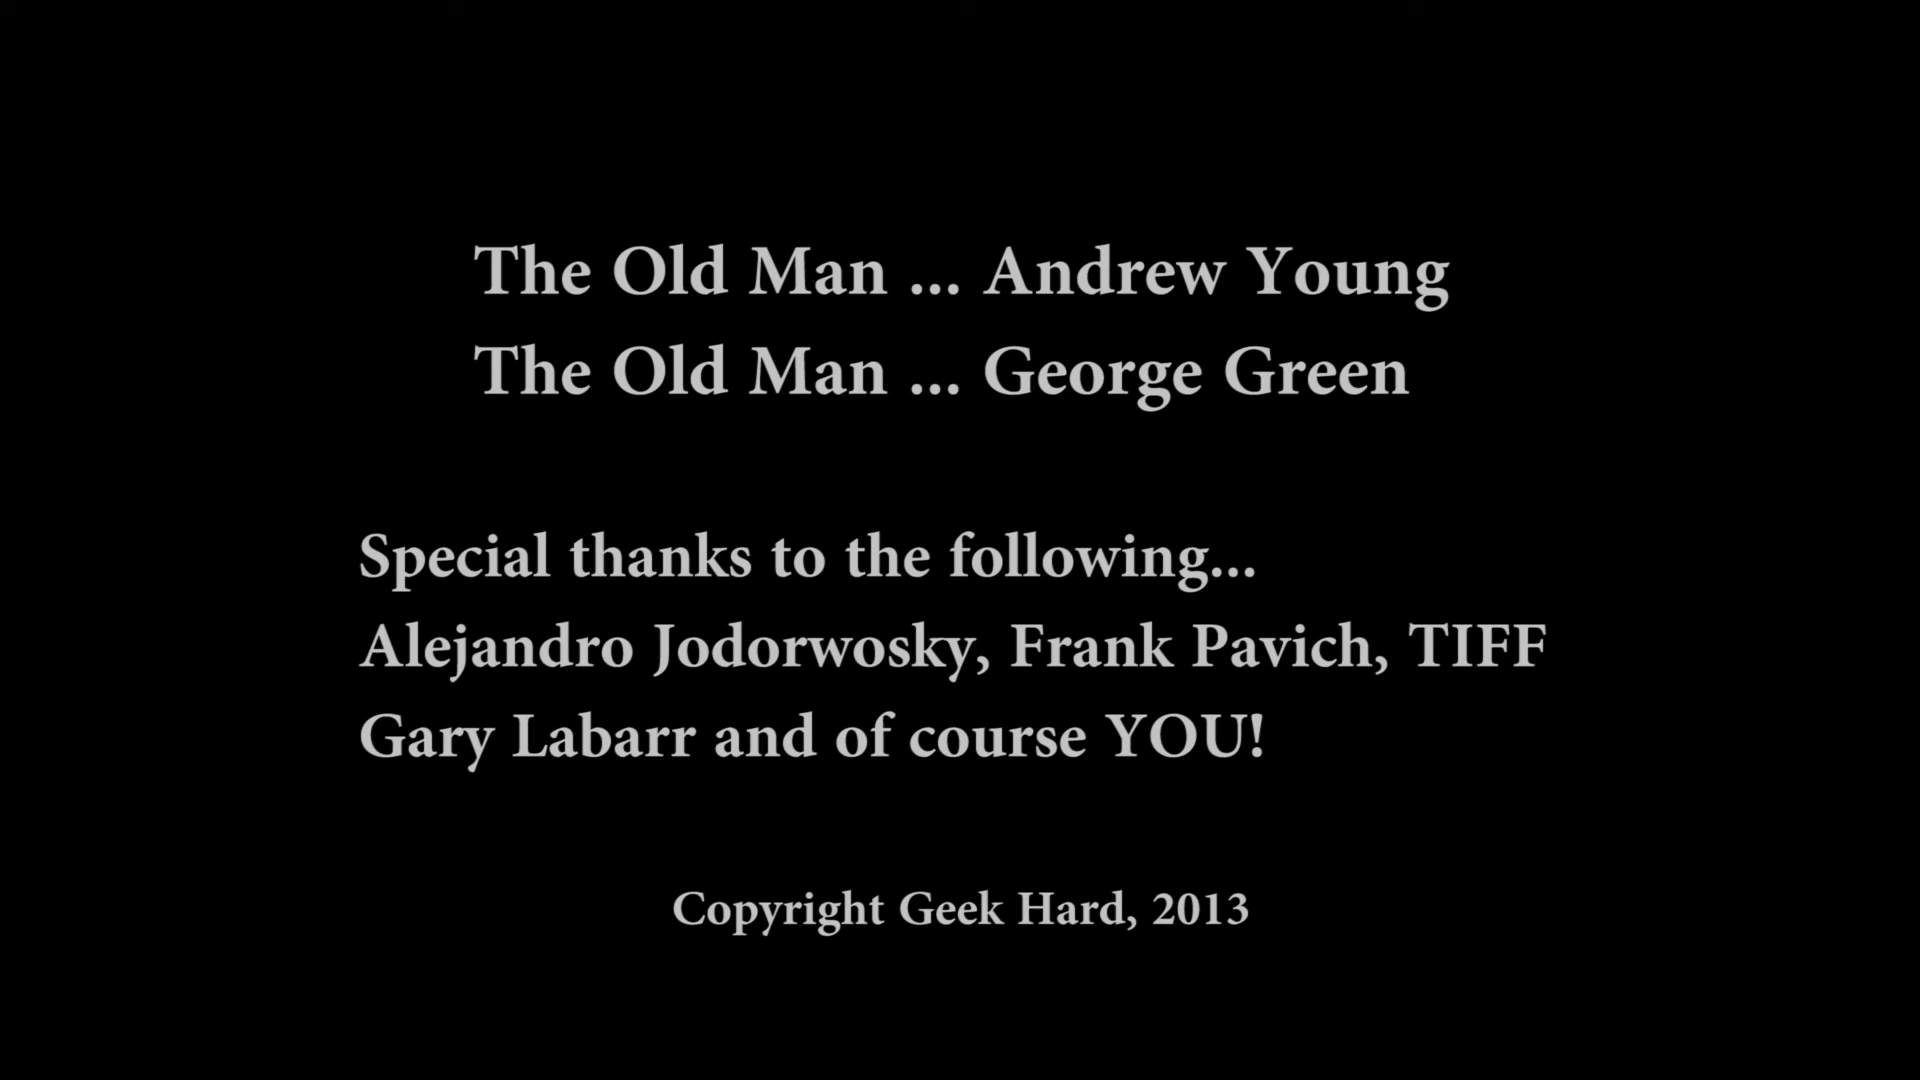 The Old Man ... Andrew Young
The Old Man ... George Green
Special thanks to the following...
Alejandro Jodorwosky, Frank Pavich, TIFF
Gary Labarr and of course YOU!
Copyright Geek Hard, 2013